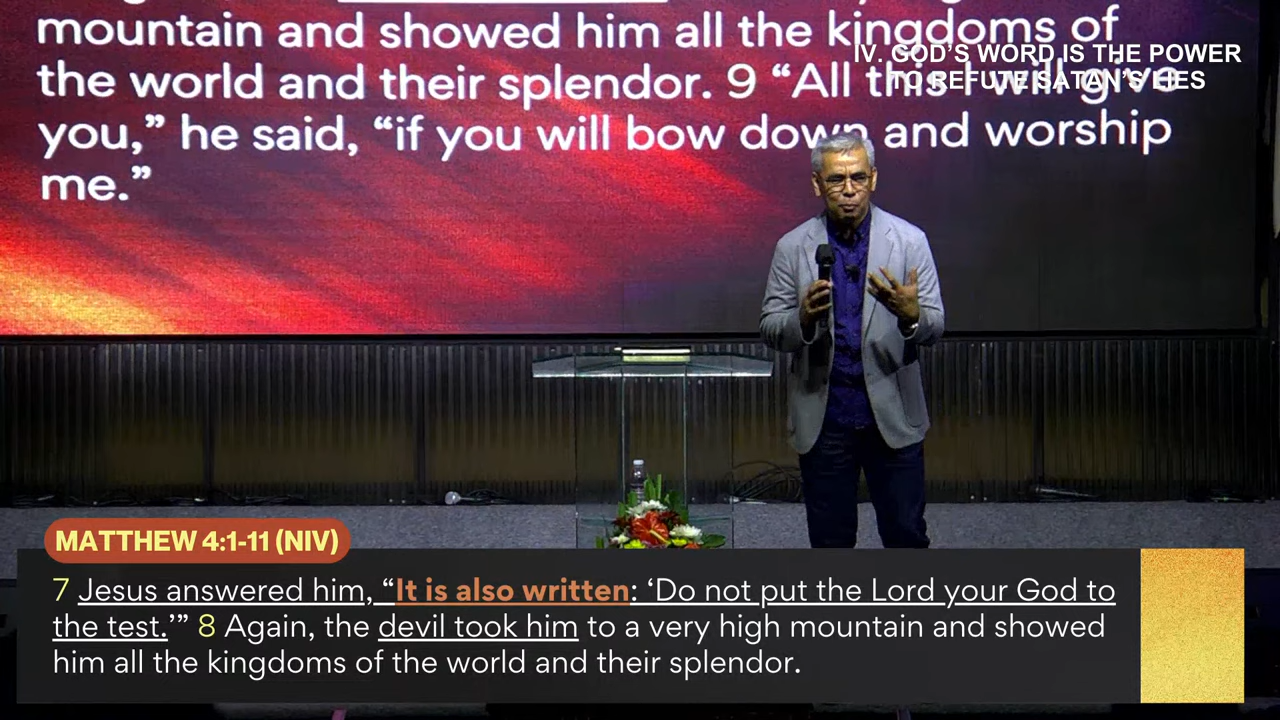 mountain and showed him all the kingdoms of
the world and their splendor. 9 “All this I will give
you,” he said, “if you will bow down and worship
me.”
IV. GOD’S WORD IS THE POWER
TO REFUTE SATAN’S LIES
MATTHEW 4:1-11 (NIV)
7 Jesus answered him, “It is also written: ‘Do not put the Lord your God to
the test.’” 8 Again, the devil took him to a very high mountain and showed
him all the kingdoms of the world and their splendor.